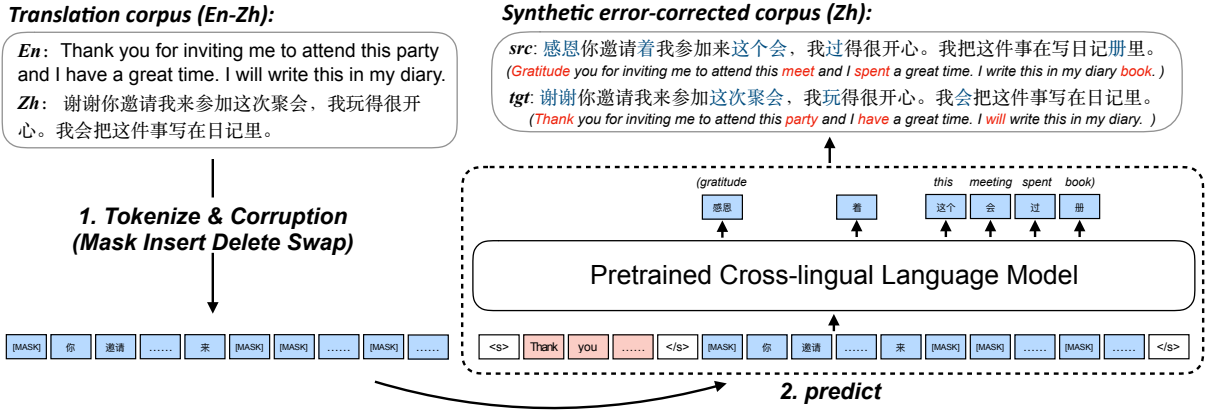 Translation corpus (En-Zh):
En: Thank you for inviting me to attend this party
and I have a great time. I will write this in my diary.
Zh: 谢谢你邀请我来参加这次聚会，我玩得很开
心。我会把这件事写在日记里。
1. Tokenize & Corruption
(Mask Insert Delete Swap)
[MASK] 你 邀请 …… 来 [MASK] [MASK] …… [MASK] ……
Synthetic error-corrected corpus (Zh):
src: 感恩你邀请着我参加来这个会，我过得很开心。我把这件事在写日记册里。
(Gratitude you for inviting me to attend this meet and I spent a great time. I write this in my diary book. )
tgt: 谢谢你邀请我来参加这次聚会，我玩得很开心。我会把这件事写在日记里。
(Thank you for inviting me to attend this party and I have a great time. I will write this in my diary. )
(gratitude this meeting spent book)
感恩 着 这个 会 过 册
Pretrained Cross-lingual Language Model
<s> Thank you …… </s> [MASK] 你 邀请 …… 来 [MASK] [MASK] …… [MASK] …… </s>
2. predict